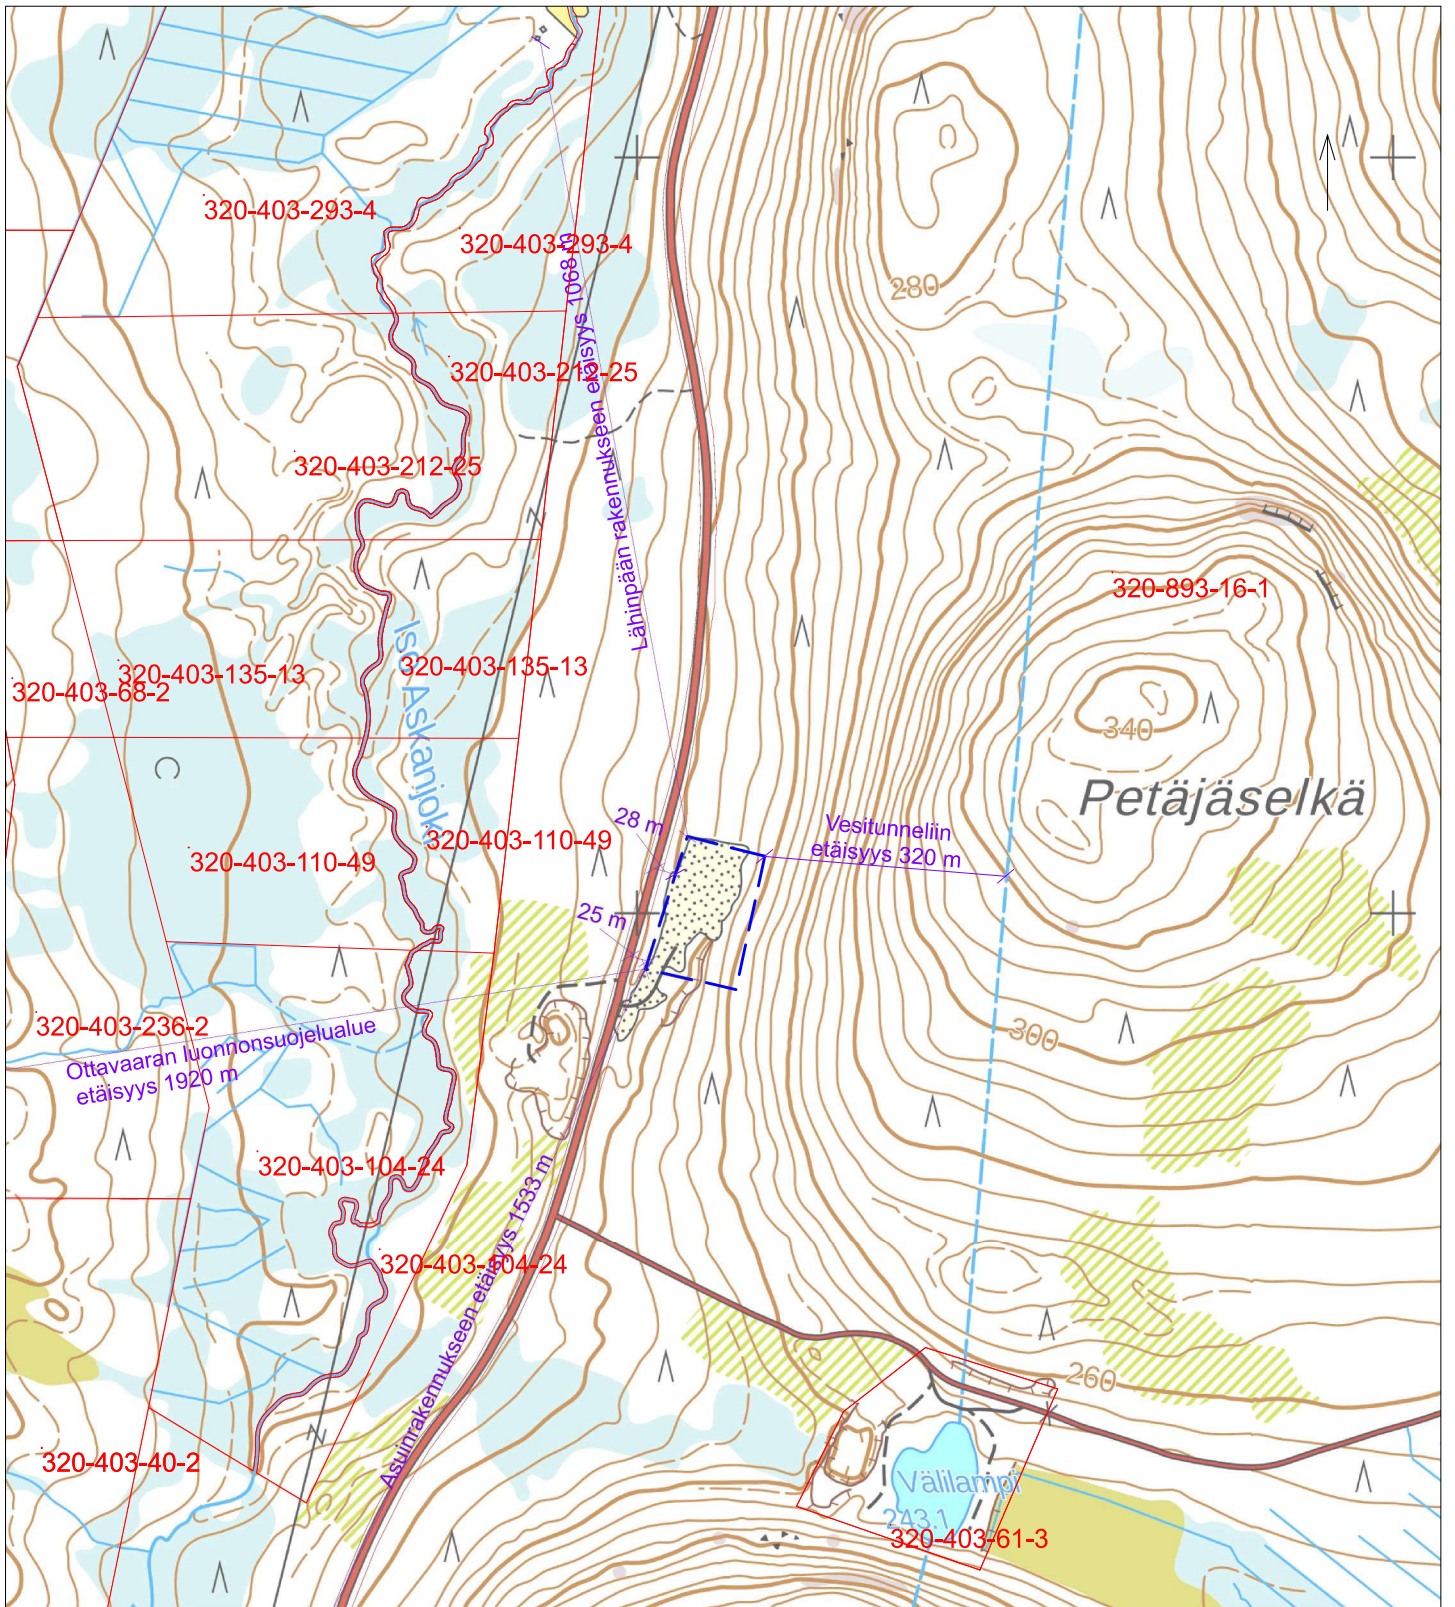 320-403-293-4
320-403-293-4
280
Lähinpään rakennukseen etäisyys 1068 m
320-403-212-25
320-403-212-25
320-893-16-1
320-403-135-13
320-403-135-13
320-403-68-2
Iso Askanjoki
340
Petäjäselkä
28 m
Vesitunneliin
etäisyys 320 m
320-403-110-49
320-403-110-49
25 m
320-403-236-2
Ottavaaran luonnonsuojelualue
etäisyys 1920 m
300
320-403-104-24
Asuinrakennukseen etäisyys 1533 m
320-403-104-24
260
320-403-40-2
Välilampi
243.1
320-403-61-3